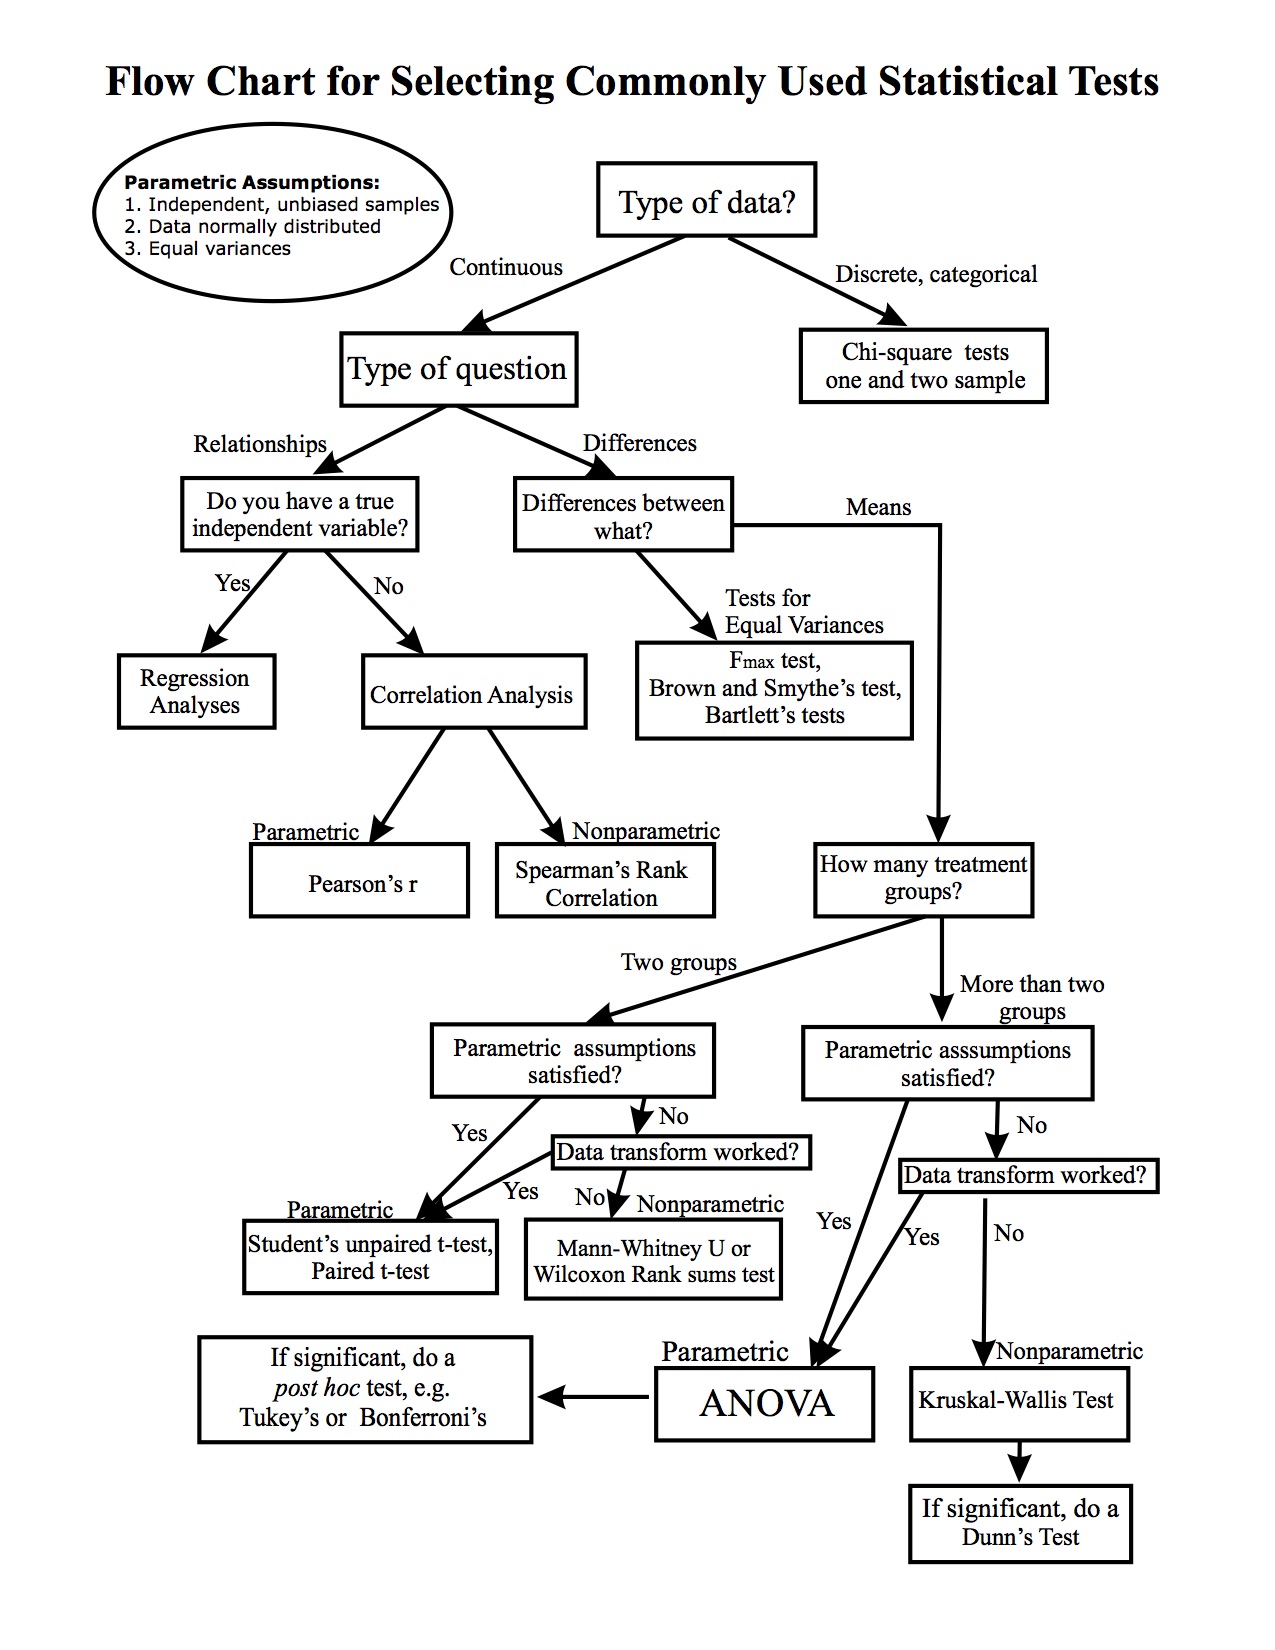 Flow Chart for Selecting Commonly Used Statistical Tests
Parametric Assumptions:
1. Independent, unbiased samples
2. Data normally distributed
3. Equal variances
Type of data?
Continuous
Discrete, categorical
Type of question
Chi-square tests
one and two sample
Relationships
Differences
Do you have a true
independent variable?
Differences between
what?
Means
Yes
No
Tests for
Equal Variances
Regression
Analyses
Correlation Analysis
Fmax test,
Brown and Smythe’s test,
Bartlett’s tests
Parametric
Nonparametric
Pearson’s r
Spearman’s Rank
Correlation
How many treatment
groups?
Two groups
More than two
groups
Parametric assumptions
satisfied?
Parametric asssumptions
satisfied?
Yes
No
No
Data transform worked?
Data transform worked?
Yes
No
Parametric
Nonparametric
Yes
Yes
No
Student’s unpaired t-test,
Paired t-test
Mann-Whitney U or
Wilcoxon Rank sums test
Parametric
Nonparametric
If significant, do a
post hoc test, e.g.
Tukey’s or Bonferroni’s
ANOVA
Kruskal-Wallis Test
If significant, do a
Dunn’s Test